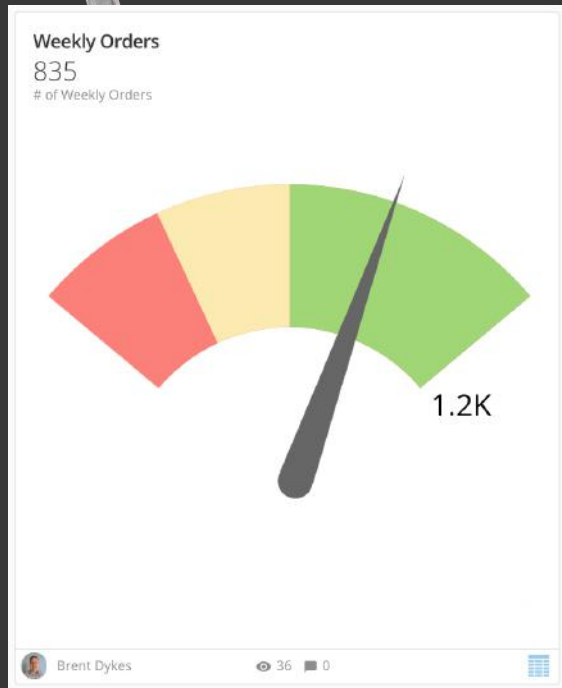 Weekly Orders
835
# of Weekly Orders
1.2K
Brent Dykes 36 0